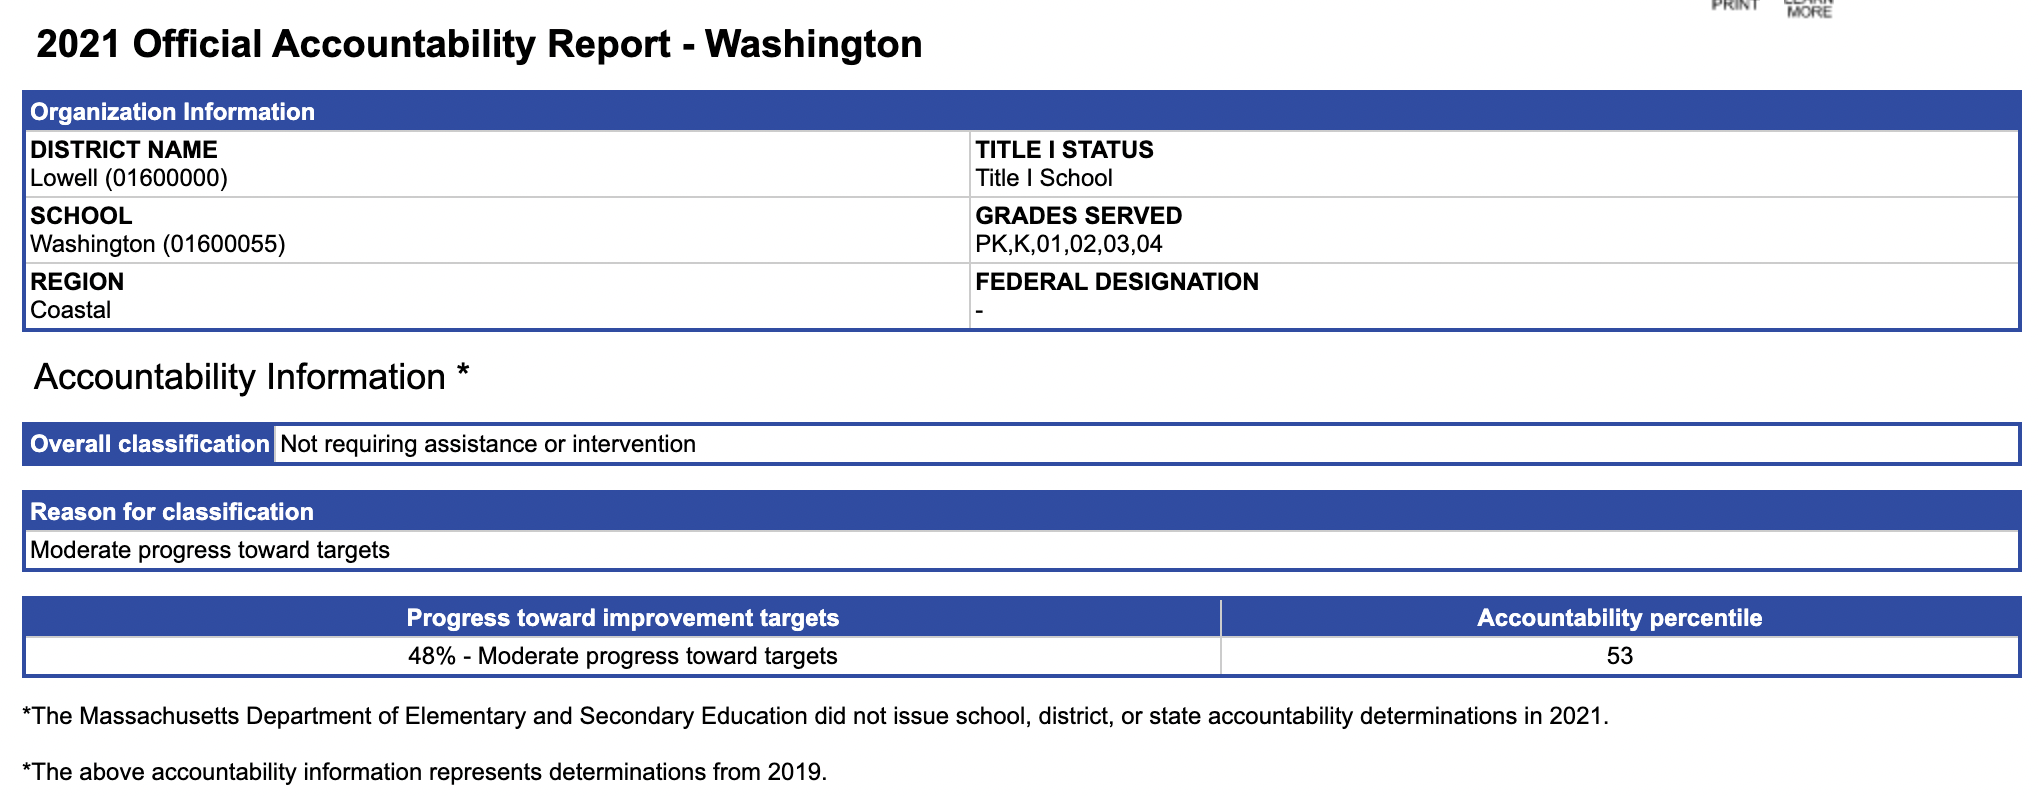 PRINT
LEARN
MORE
2021 Official Accountability Report - Washington
Organization Information
DISTRICT NAME
Lowell (01600000)
TITLE I STATUS
Title I School
SCHOOL
Washington (01600055)
GRADES SERVED
PK,K,01,02,03,04
REGION
Coastal
FEDERAL DESIGNATION
-
Accountability Information *
Overall classification Not requiring assistance or intervention
Reason for classification
Moderate progress toward targets
Progress toward improvement targets Accountability percentile
48% - Moderate progress toward targets 53
*The Massachusetts Department of Elementary and Secondary Education did not issue school, district, or state accountability determinations in 2021.
*The above accountability information represents determinations from 2019.